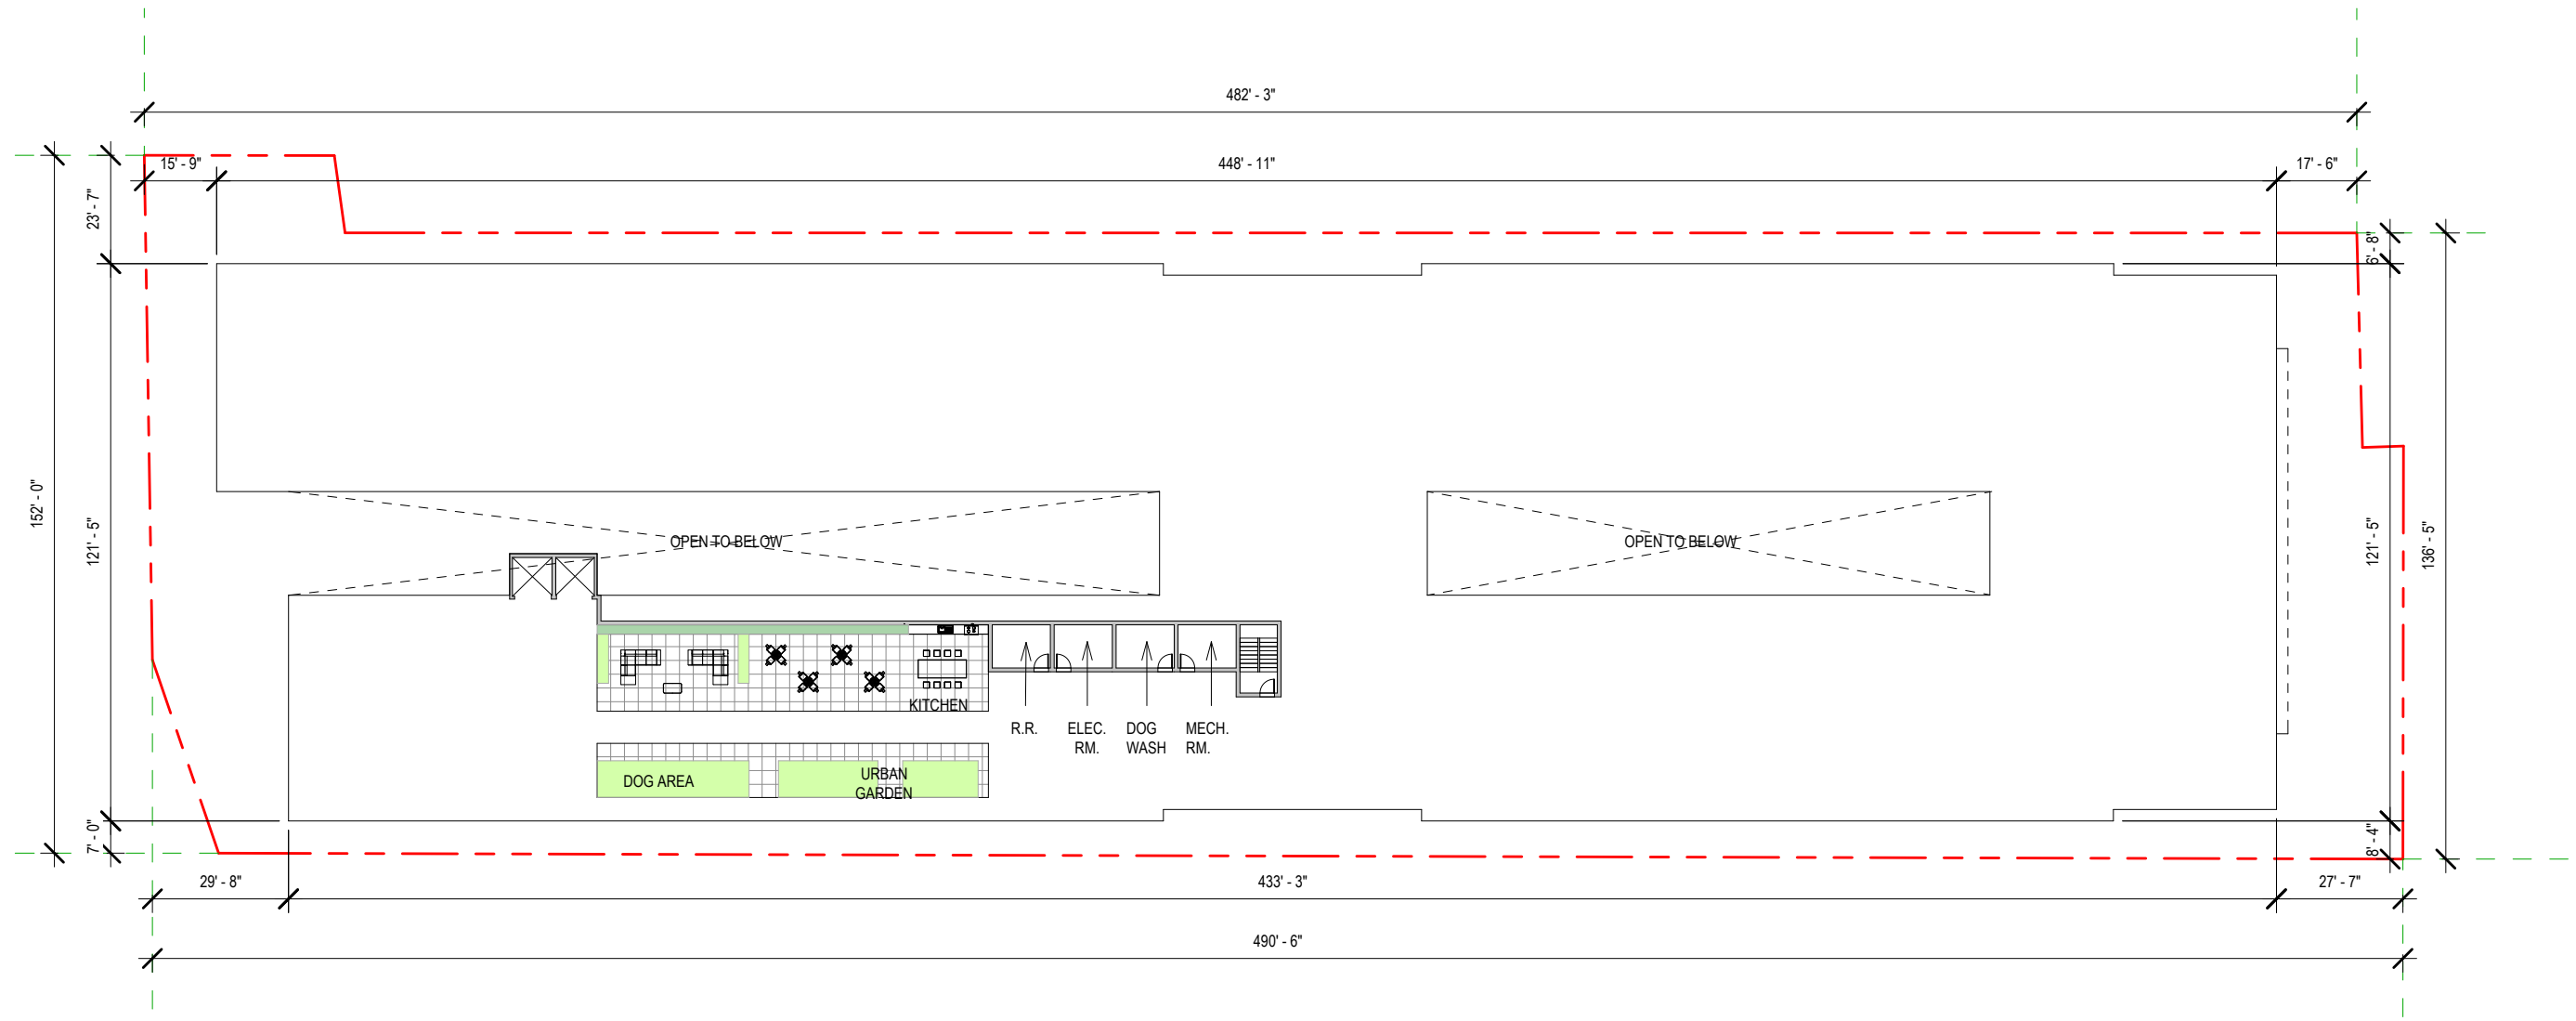 482' - 3"
15' - 9"
448' - 11"
17' - 6"
23' - 7"
6' - 8"
152' - 0"
121' - 5"
OPEN TO BELOW
OPEN TO BELOW
121' - 5"
136' - 5"
KITCHEN
R.R.
ELEC.
RM.
DOG
WASH
MECH.
RM.
DOG AREA
URBAN
GARDEN
7' - 0"
8' - 4"
29' - 8"
433' - 3"
27' - 7"
490' - 6"